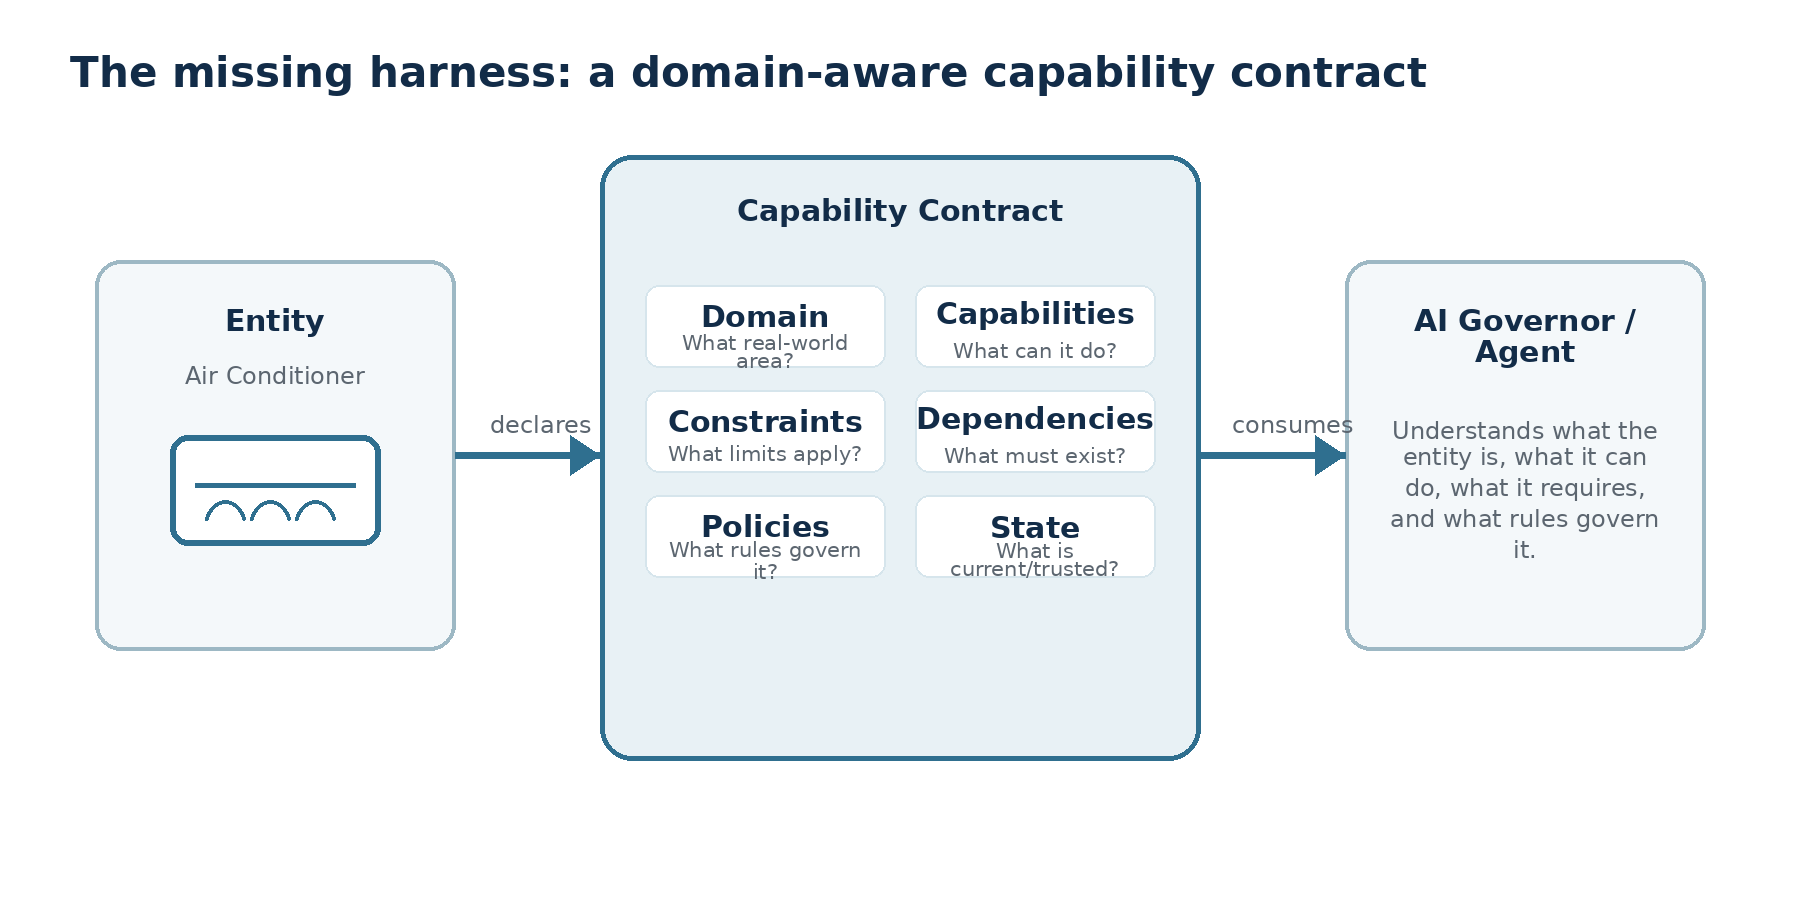 The missing harness: a domain-aware capability contract
Entity
Air Conditioner
declares
Capability Contract
Domain
What real-world
area?
Capabilities
What can it do?
Constraints
What limits apply?
Dependencies
What must exist?
Policies
What rules govern
it?
State
What is
current/trusted?
consumes
AI Governor /
Agent
Understands what the
entity is, what it can
do, what it requires,
and what rules govern
it.